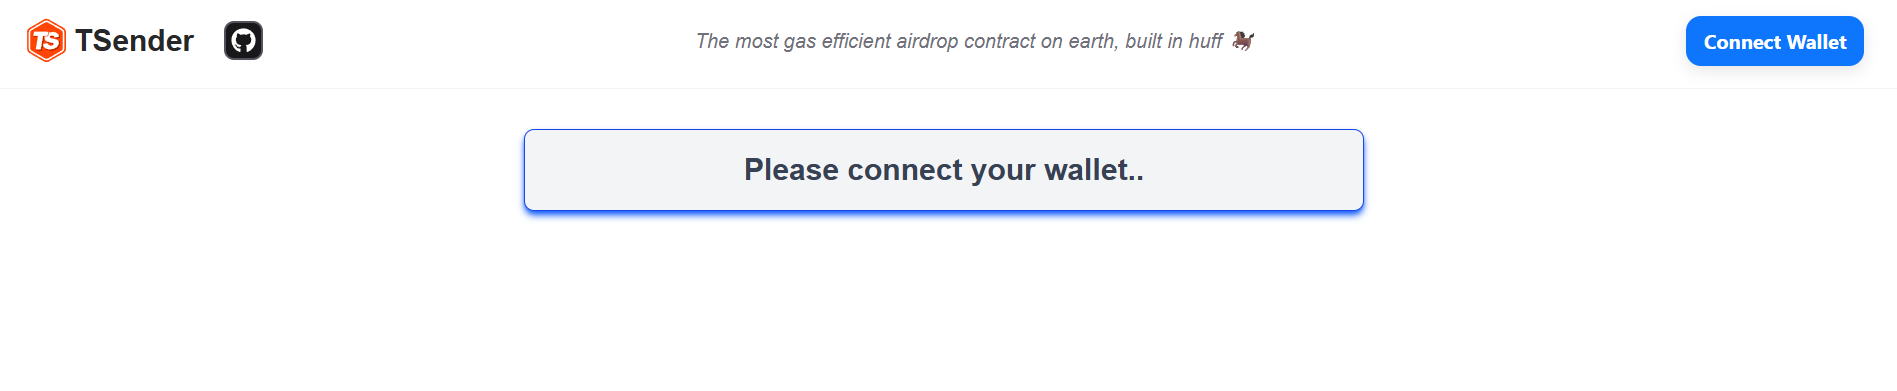 TS TSender
The most gas efficient airdrop contract on earth, built in huff 🐎
Connect Wallet
Please connect your wallet..